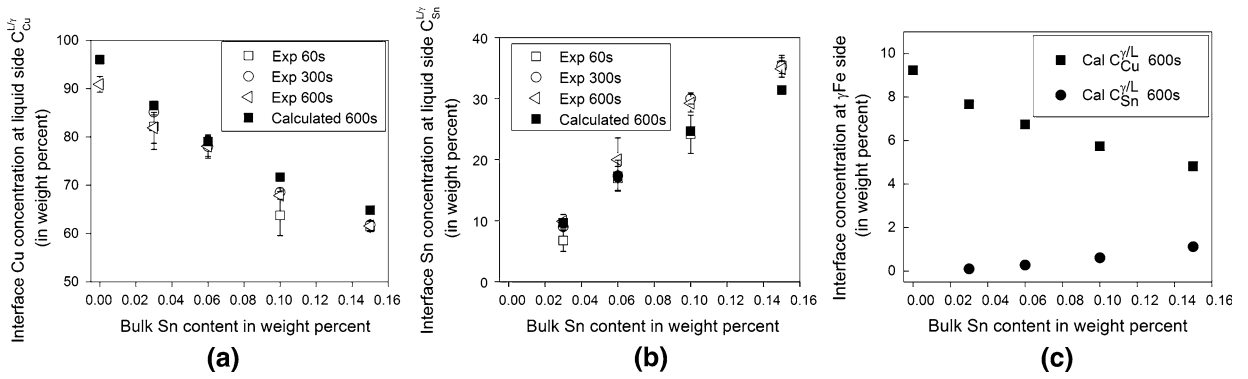 Interface Cu concentration at liquid side C_Cu^L/γ
(in weight percent)
100
90
80
70
60
50
Exp 60s
Exp 300s
Exp 600s
Calculated 600s
0.00 0.02 0.04 0.06 0.08 0.10 0.12 0.14 0.16
Bulk Sn content in weight percent
(a)
Interface Sn concentration at liquid side C_Sn^L/γ
(in weight percent)
40
30
20
10
0
Exp 60s
Exp 300s
Exp 600s
Calculated 600s
0.00 0.02 0.04 0.06 0.08 0.10 0.12 0.14 0.16
Bulk Sn content in weight percent
(b)
Interface concentration at γFe side
(in weight percent)
10
8
6
4
2
0
Cal C_Cu^γ/L 600s
Cal C_Sn^γ/L 600s
0.00 0.02 0.04 0.06 0.08 0.10 0.12 0.14 0.16
Bulk Sn content in weight percent
(c)